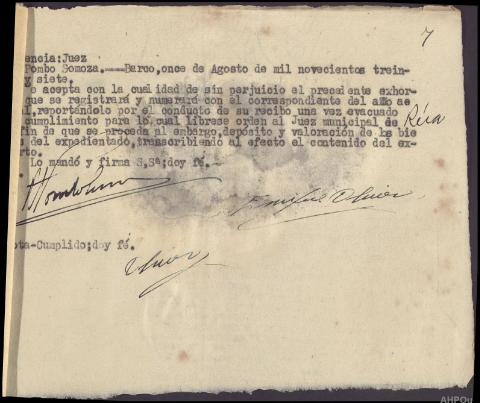 7
encia:Juez
Pombo Somoza.---Barco,once de Agosto de mil novecientos trein-
y siete.
e acepta con la cualidad de sin perjuicio el precedente exhor-
que se registrará y numerará con el correspondiente del año ac
l,reportándolo por el conducto de su recibo una vez evacuado
cumplimiento para lo cual librese orden al Juez municipal de Rúa
fin de que se proceda al embargo,depósito y valoración de los bie
s del expedientado,transcribiendo al efecto el contenido del ex-
rto.
Lo mandó y firma S,Sª;doy fé.-
ota-Cumplido;doy fé.
AHPOu